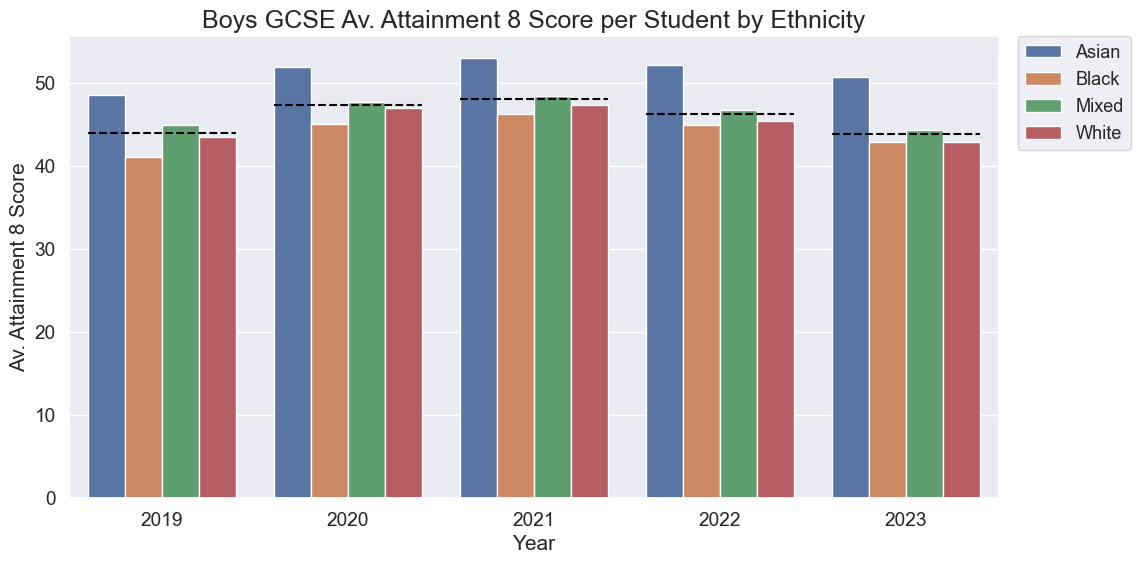 Boys GCSE Av. Attainment 8 Score per Student by Ethnicity
Asian
Black
Mixed
White
Av. Attainment 8 Score
50
40
30
20
10
0
2019
2020
2021
2022
2023
Year